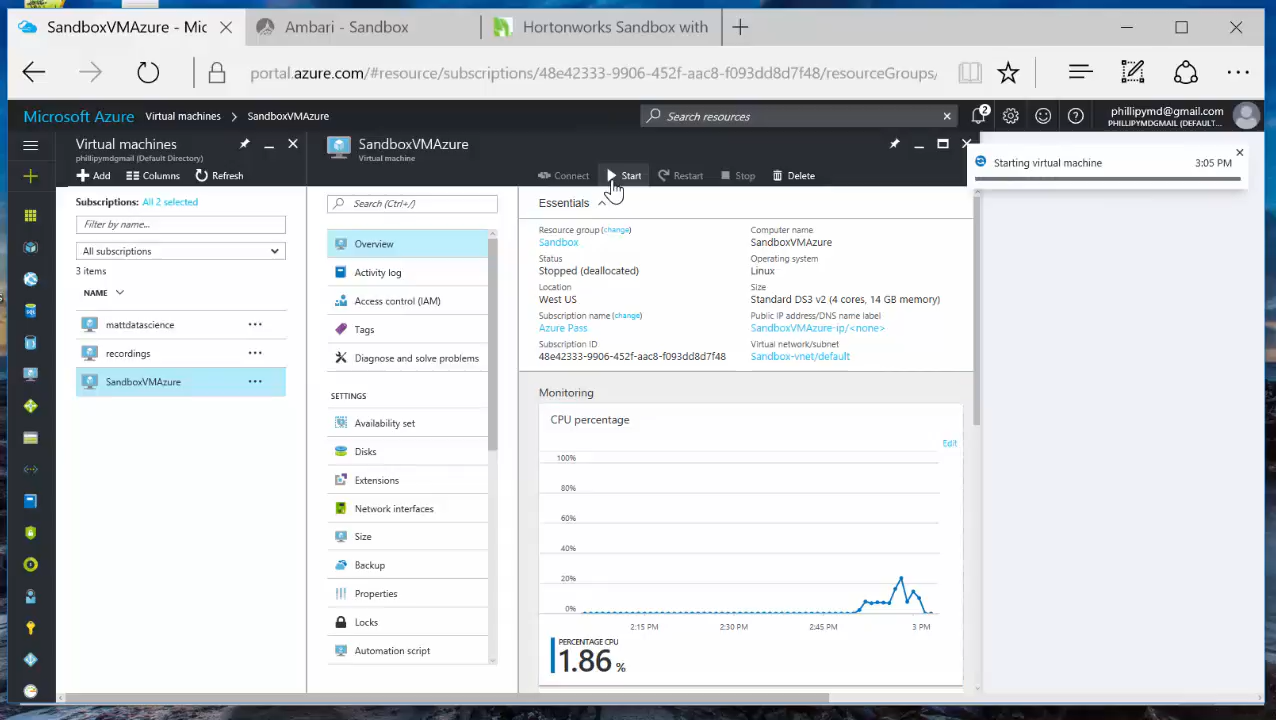 SandboxVMAzure - Mic
Ambari - Sandbox
Hortonworks Sandbox with
portal.azure.com/#resource/subscriptions/48e42333-9906-452f-aac8-f093dd8d7f48/resourceGroups/
Microsoft Azure Virtual machines > SandboxVMAzure
Search resources
2
phillipymd@gmail.com
PHILLIPYMDGMAIL (DEFAULT...
Virtual machines
phillipymdgmail (Default Directory)
Add Columns Refresh
Subscriptions: All 2 selected
Filter by name...
All subscriptions
3 items
NAME
mattdatascience ...
recordings ...
SandboxVMAzure ...
SandboxVMAzure
Virtual machine
Search (Ctrl+/)
Overview
Activity log
Access control (IAM)
Tags
Diagnose and solve problems
SETTINGS
Availability set
Disks
Extensions
Network interfaces
Size
Backup
Properties
Locks
Automation script
Connect Start Restart Stop Delete
Essentials
Resource group (change)
Sandbox
Status
Stopped (deallocated)
Location
West US
Subscription name (change)
Azure Pass
Subscription ID
48e42333-9906-452f-aac8-f093dd8d7f48
Computer name
SandboxVMAzure
Operating system
Linux
Size
Standard DS3 v2 (4 cores, 14 GB memory)
Public IP address/DNS name label
SandboxVMAzure-ip/<none>
Virtual network/subnet
Sandbox-vnet/default
Monitoring
CPU percentage
Edit
100%
80%
60%
40%
20%
0%
2:15 PM 2:30 PM 2:45 PM 3 PM
PERCENTAGE CPU
1.86 %
Starting virtual machine 3:05 PM